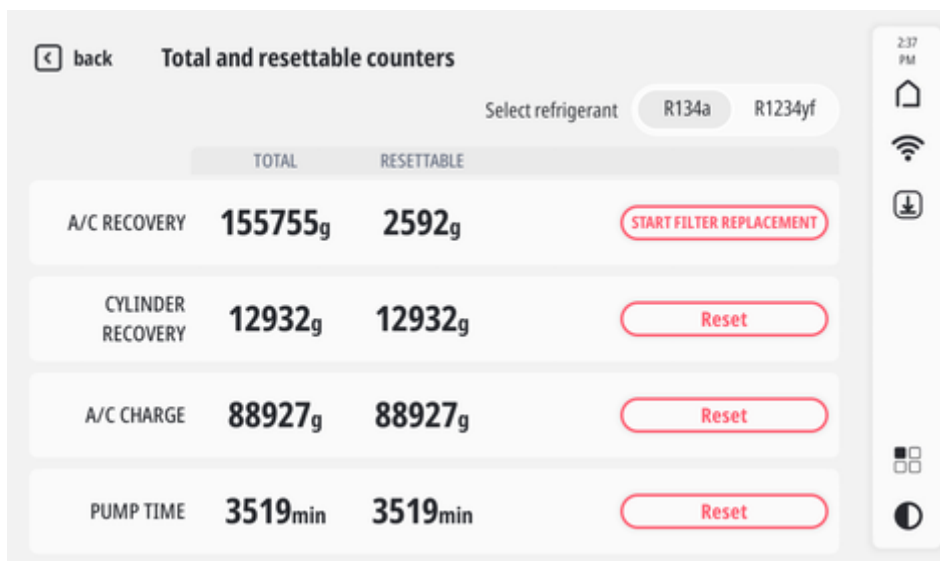 back Total and resettable counters
2:37
PM
Select refrigerant R134a R1234yf
TOTAL RESETTABLE
A/C RECOVERY 155755g 2592g START FILTER REPLACEMENT
CYLINDER
RECOVERY 12932g 12932g Reset
A/C CHARGE 88927g 88927g Reset
PUMP TIME 3519min 3519min Reset